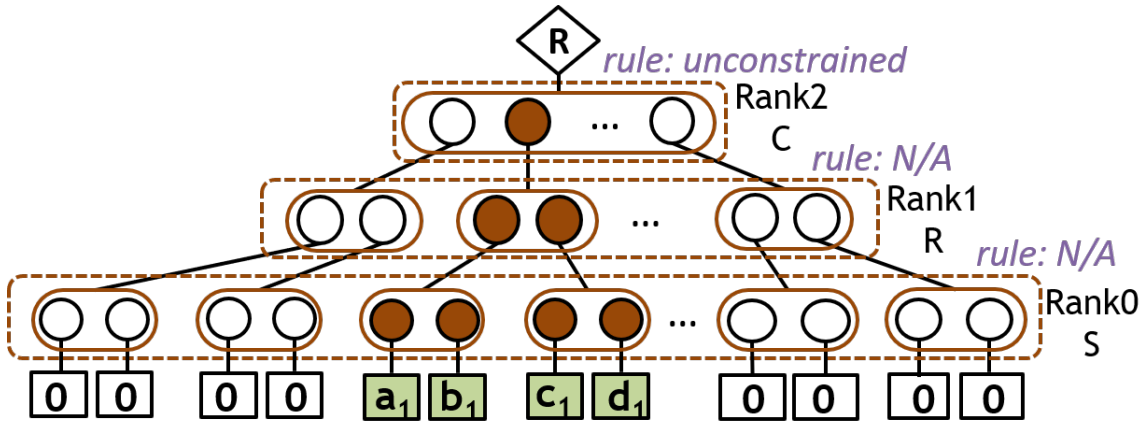 R
rule: unconstrained
Rank2
C
...
rule: N/A
Rank1
R
...
rule: N/A
Rank0
S
...
0 0 0 0 a₁ b₁ c₁ d₁ 0 0 0 0